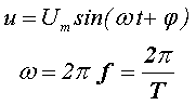 u = U_m sin(ωt + φ)
ω = 2π f = 2π/T